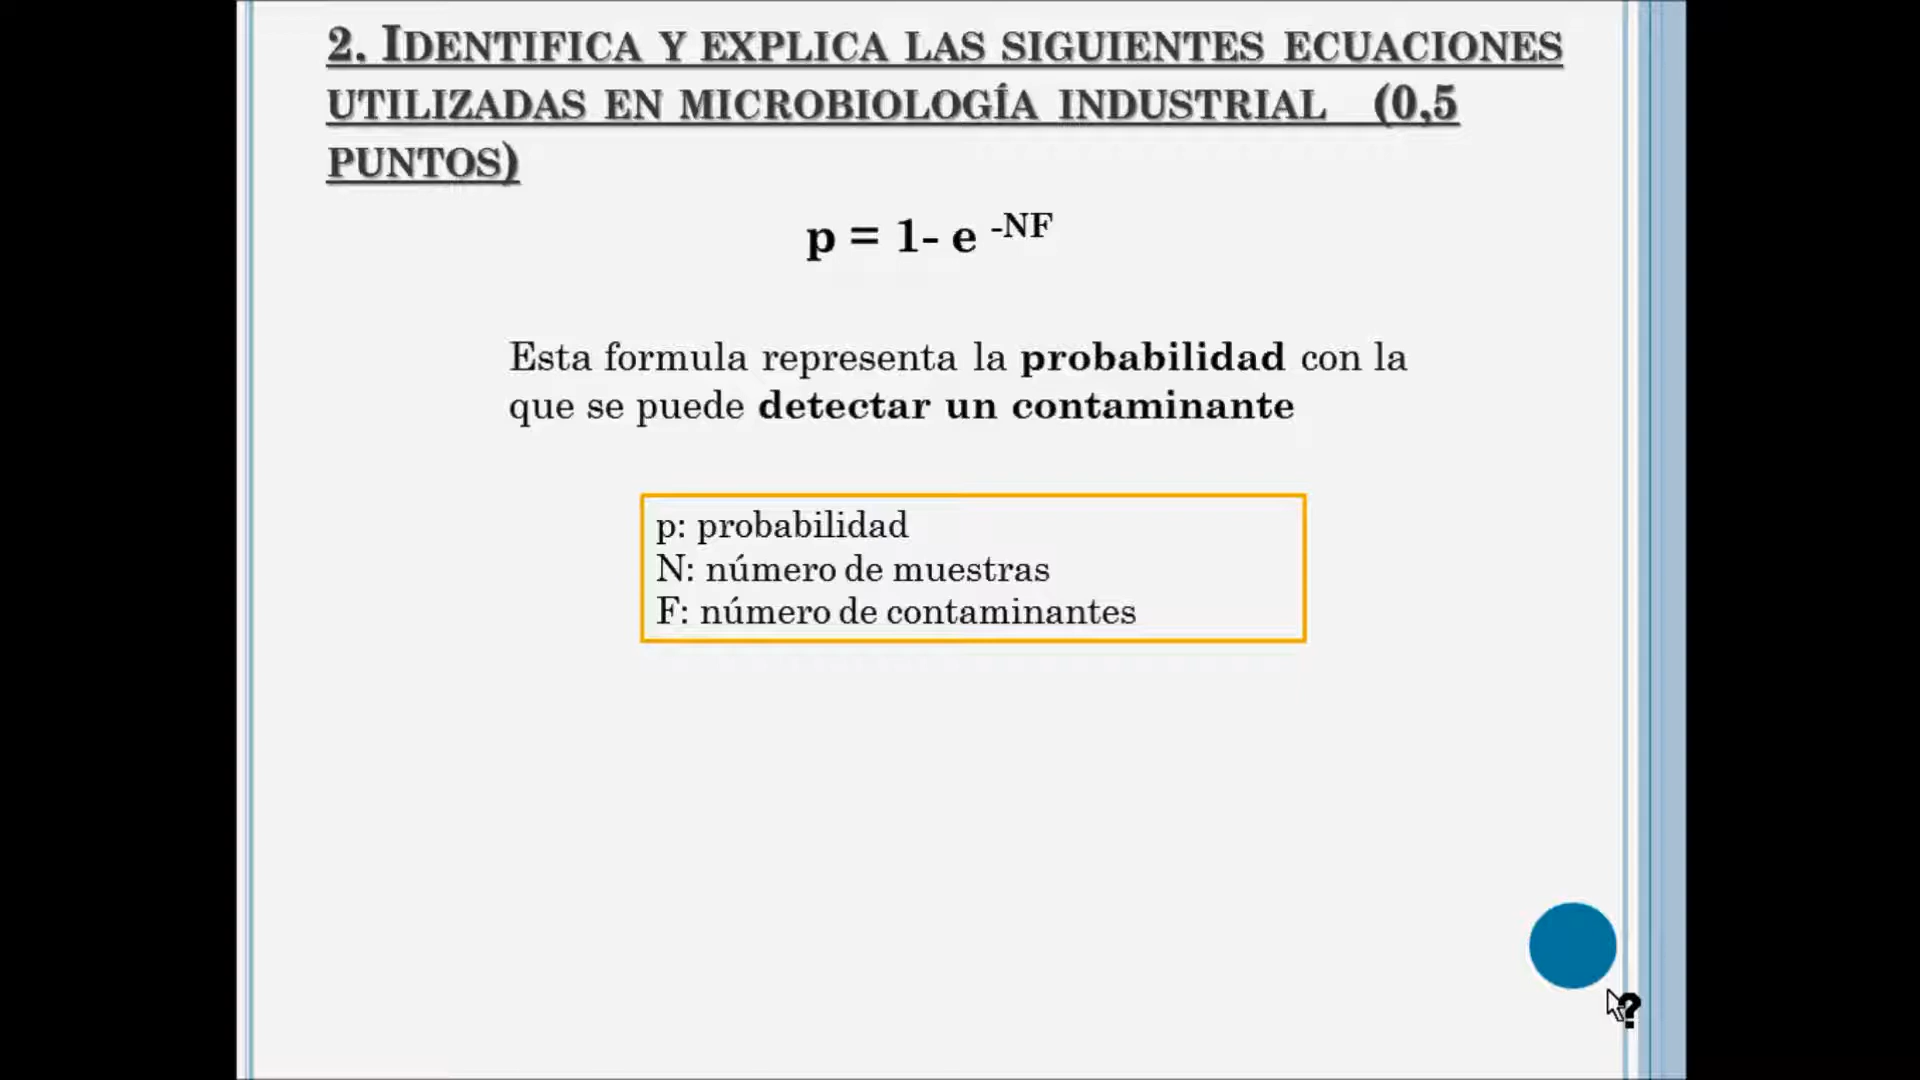 2. IDENTIFICA Y EXPLICA LAS SIGUIENTES ECUACIONES
UTILIZADAS EN MICROBIOLOGÍA INDUSTRIAL (0,5
PUNTOS)
p = 1- e -NF
Esta formula representa la probabilidad con la
que se puede detectar un contaminante
p: probabilidad
N: número de muestras
F: número de contaminantes